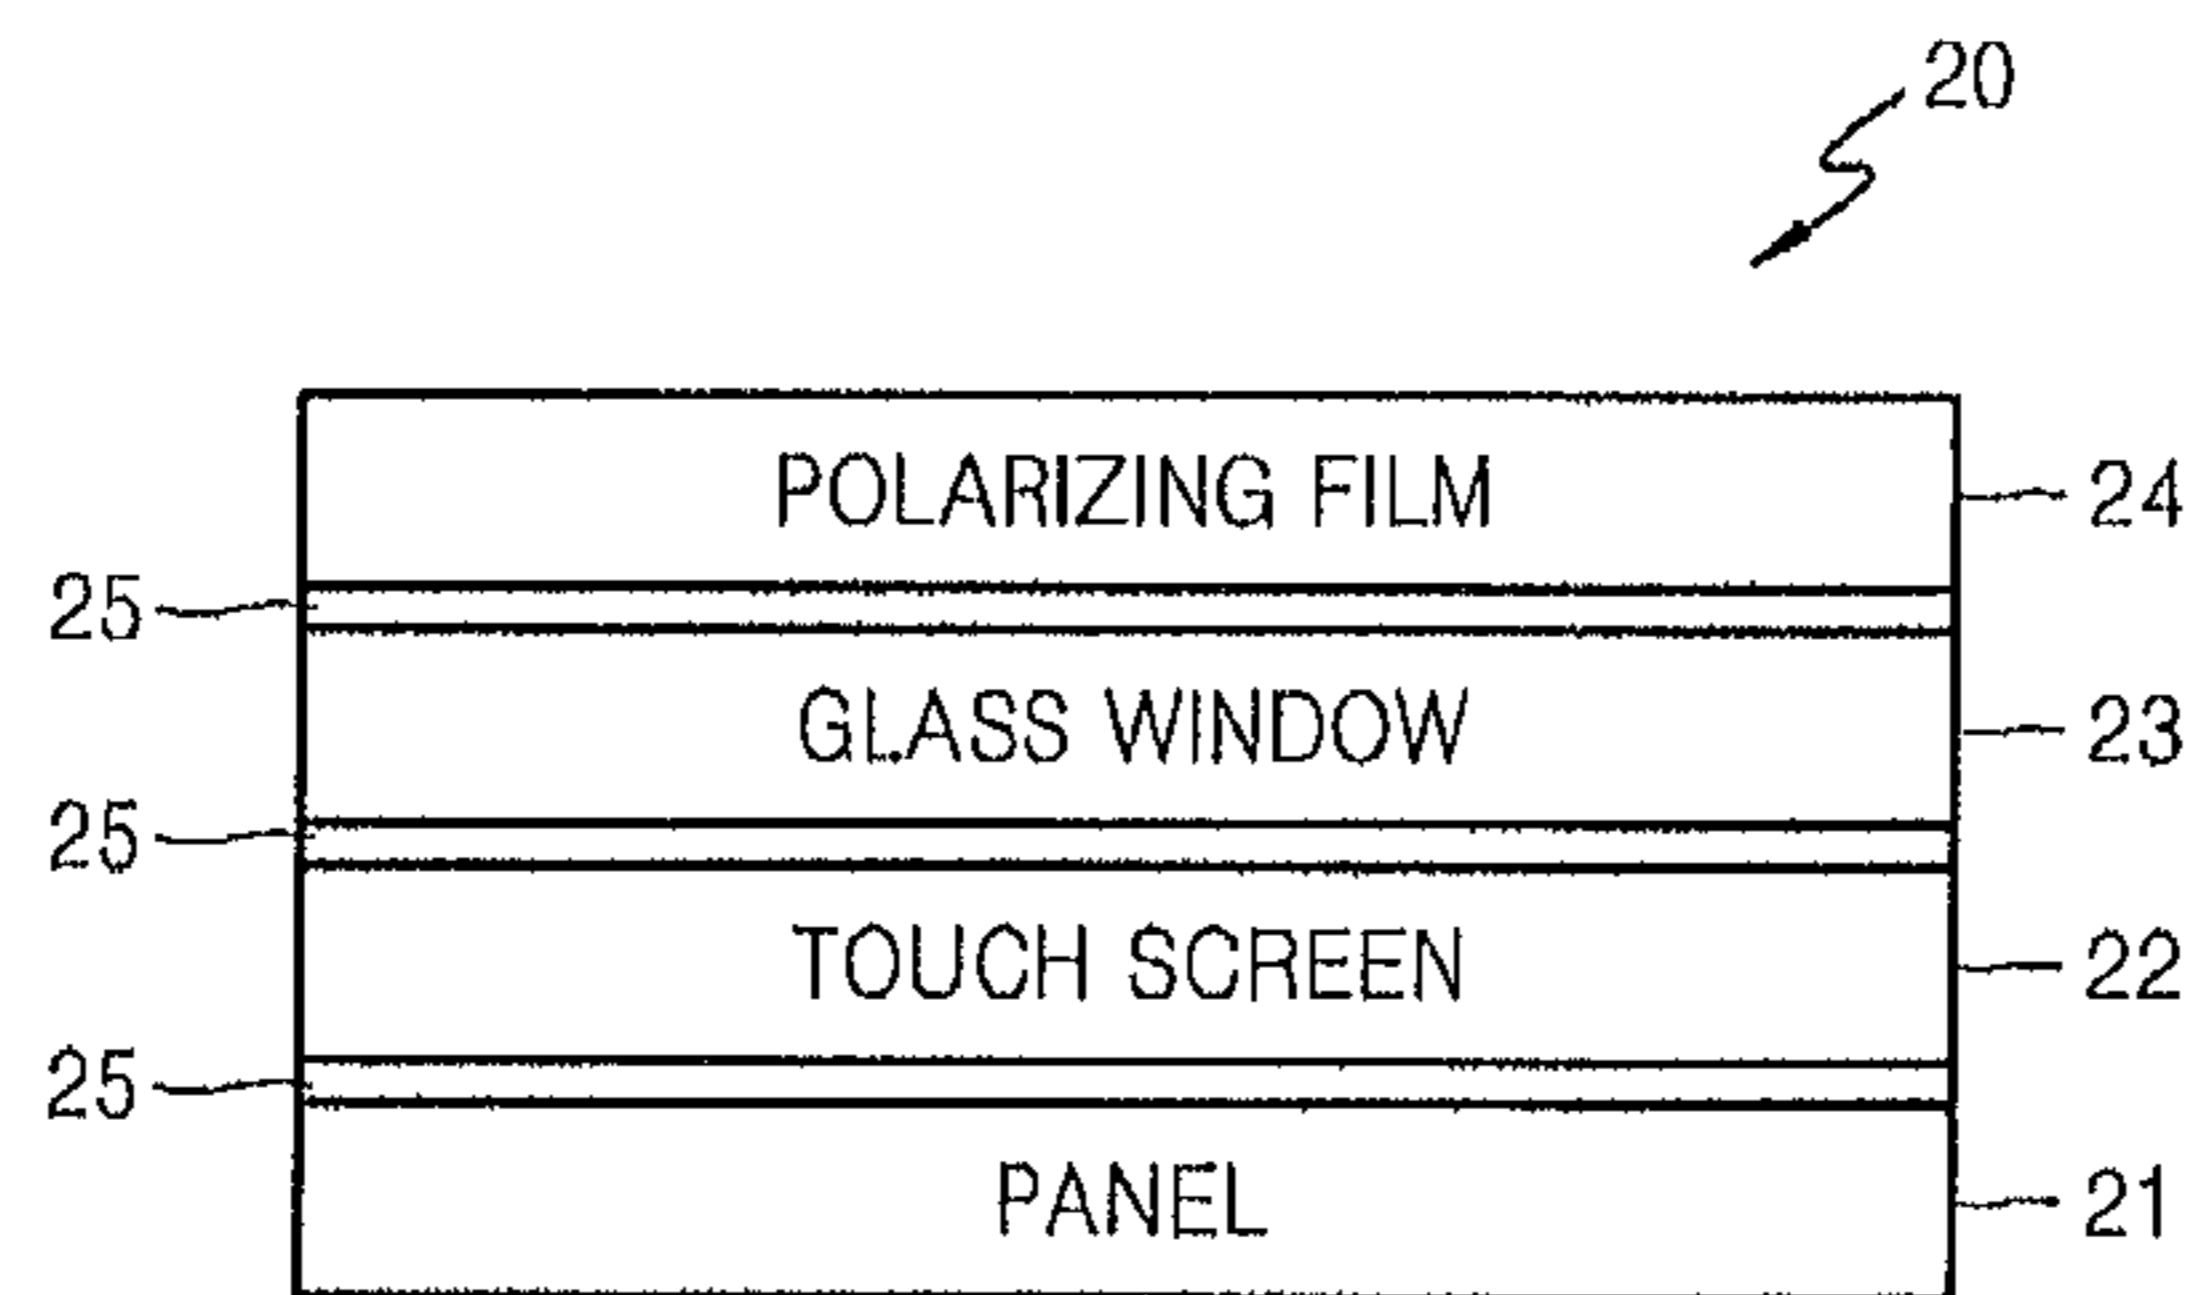 20
POLARIZING FILM 24
25
GLASS WINDOW 23
25
TOUCH SCREEN 22
25
PANEL 21